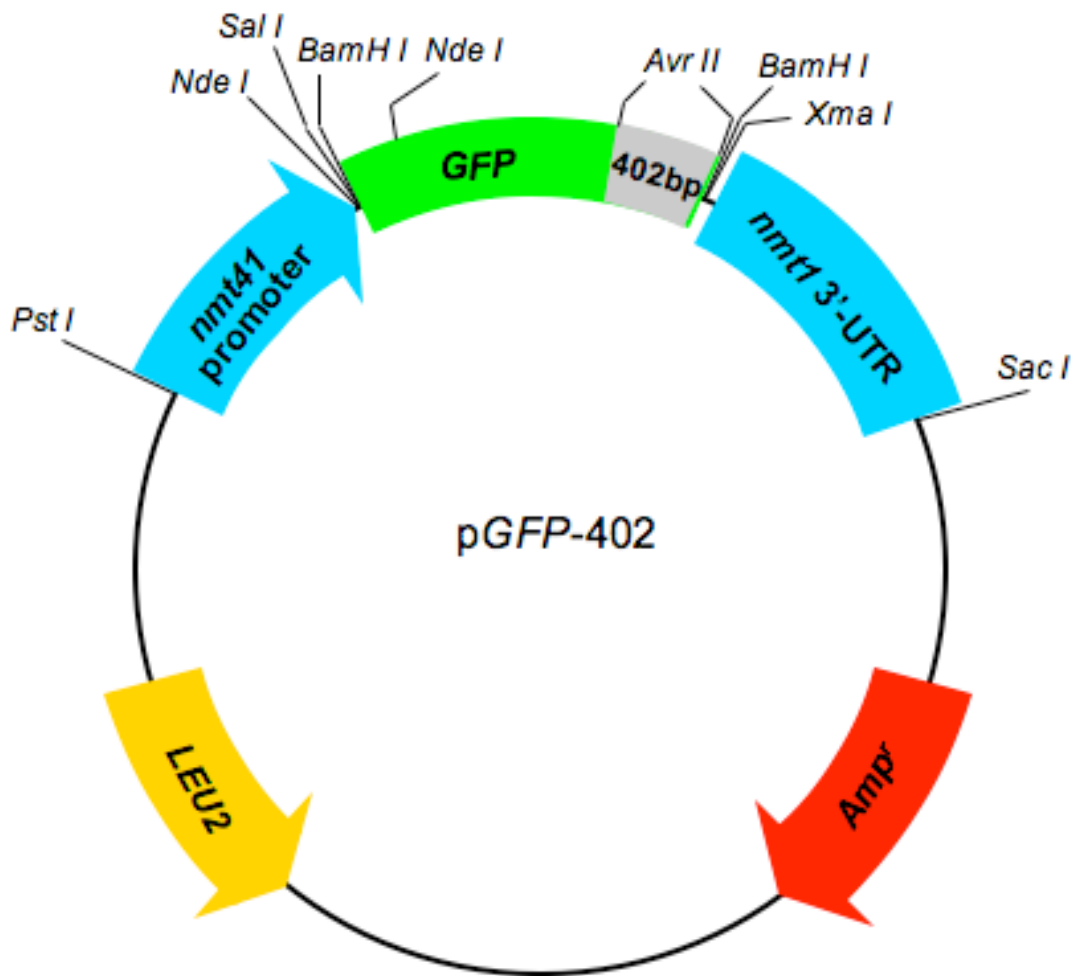 Sal I
BamH I
Nde I
Nde I
Avr II
BamH I
Xma I
GFP
402bp
nmt41
promoter
nmt1 3'-UTR
Pst I
Sac I
pGFP-402
LEU2
Ampr